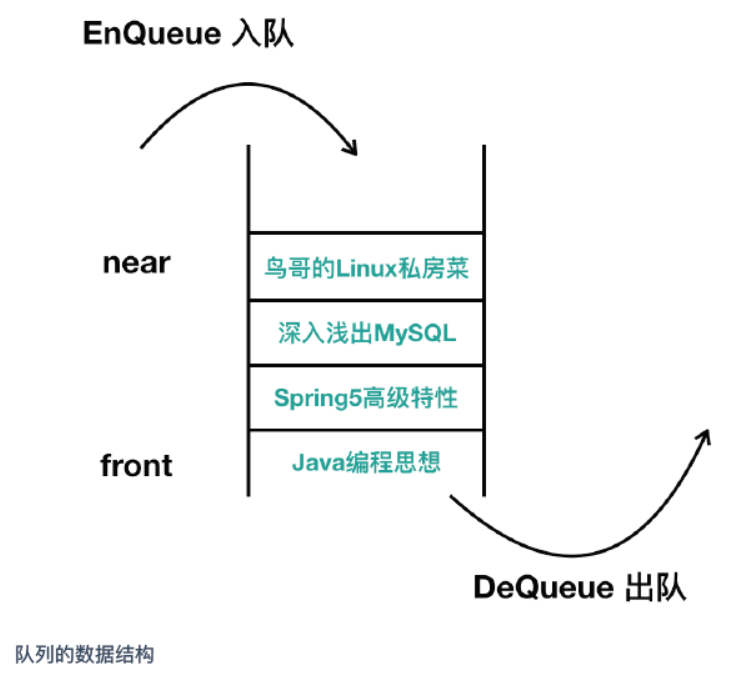 EnQueue 入队
near
鸟哥的Linux私房菜
深入浅出MySQL
Spring5高级特性
front
Java编程思想
DeQueue 出队
队列的数据结构